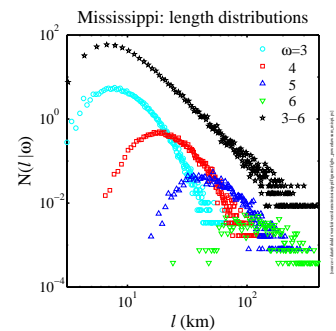 Mississippi: length distributions
10²
10⁰
10⁻²
10⁻⁴
N(l | ω)
ω=3
4
5
6
3−6
10¹
10²
l (km)